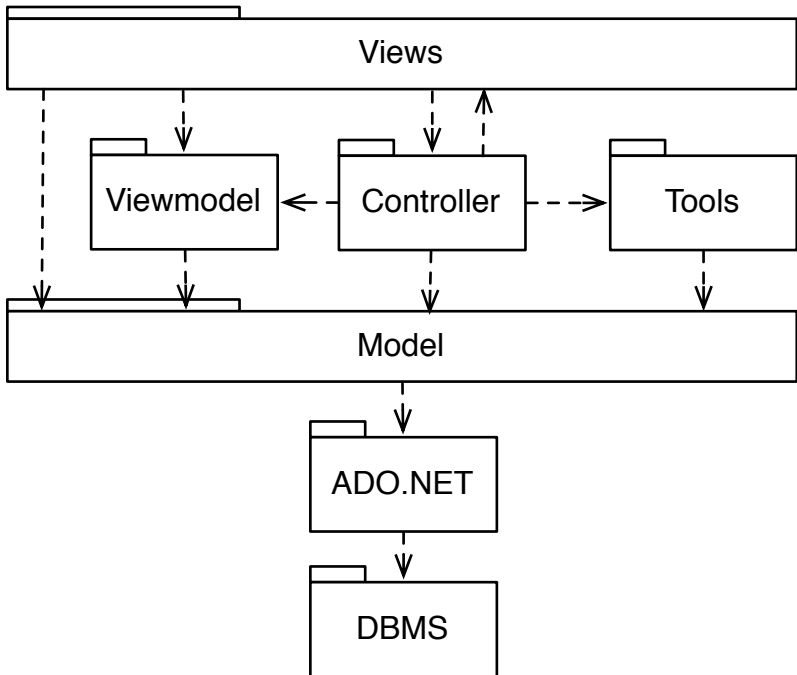 Views
Viewmodel
Controller
Tools
Model
ADO.NET
DBMS